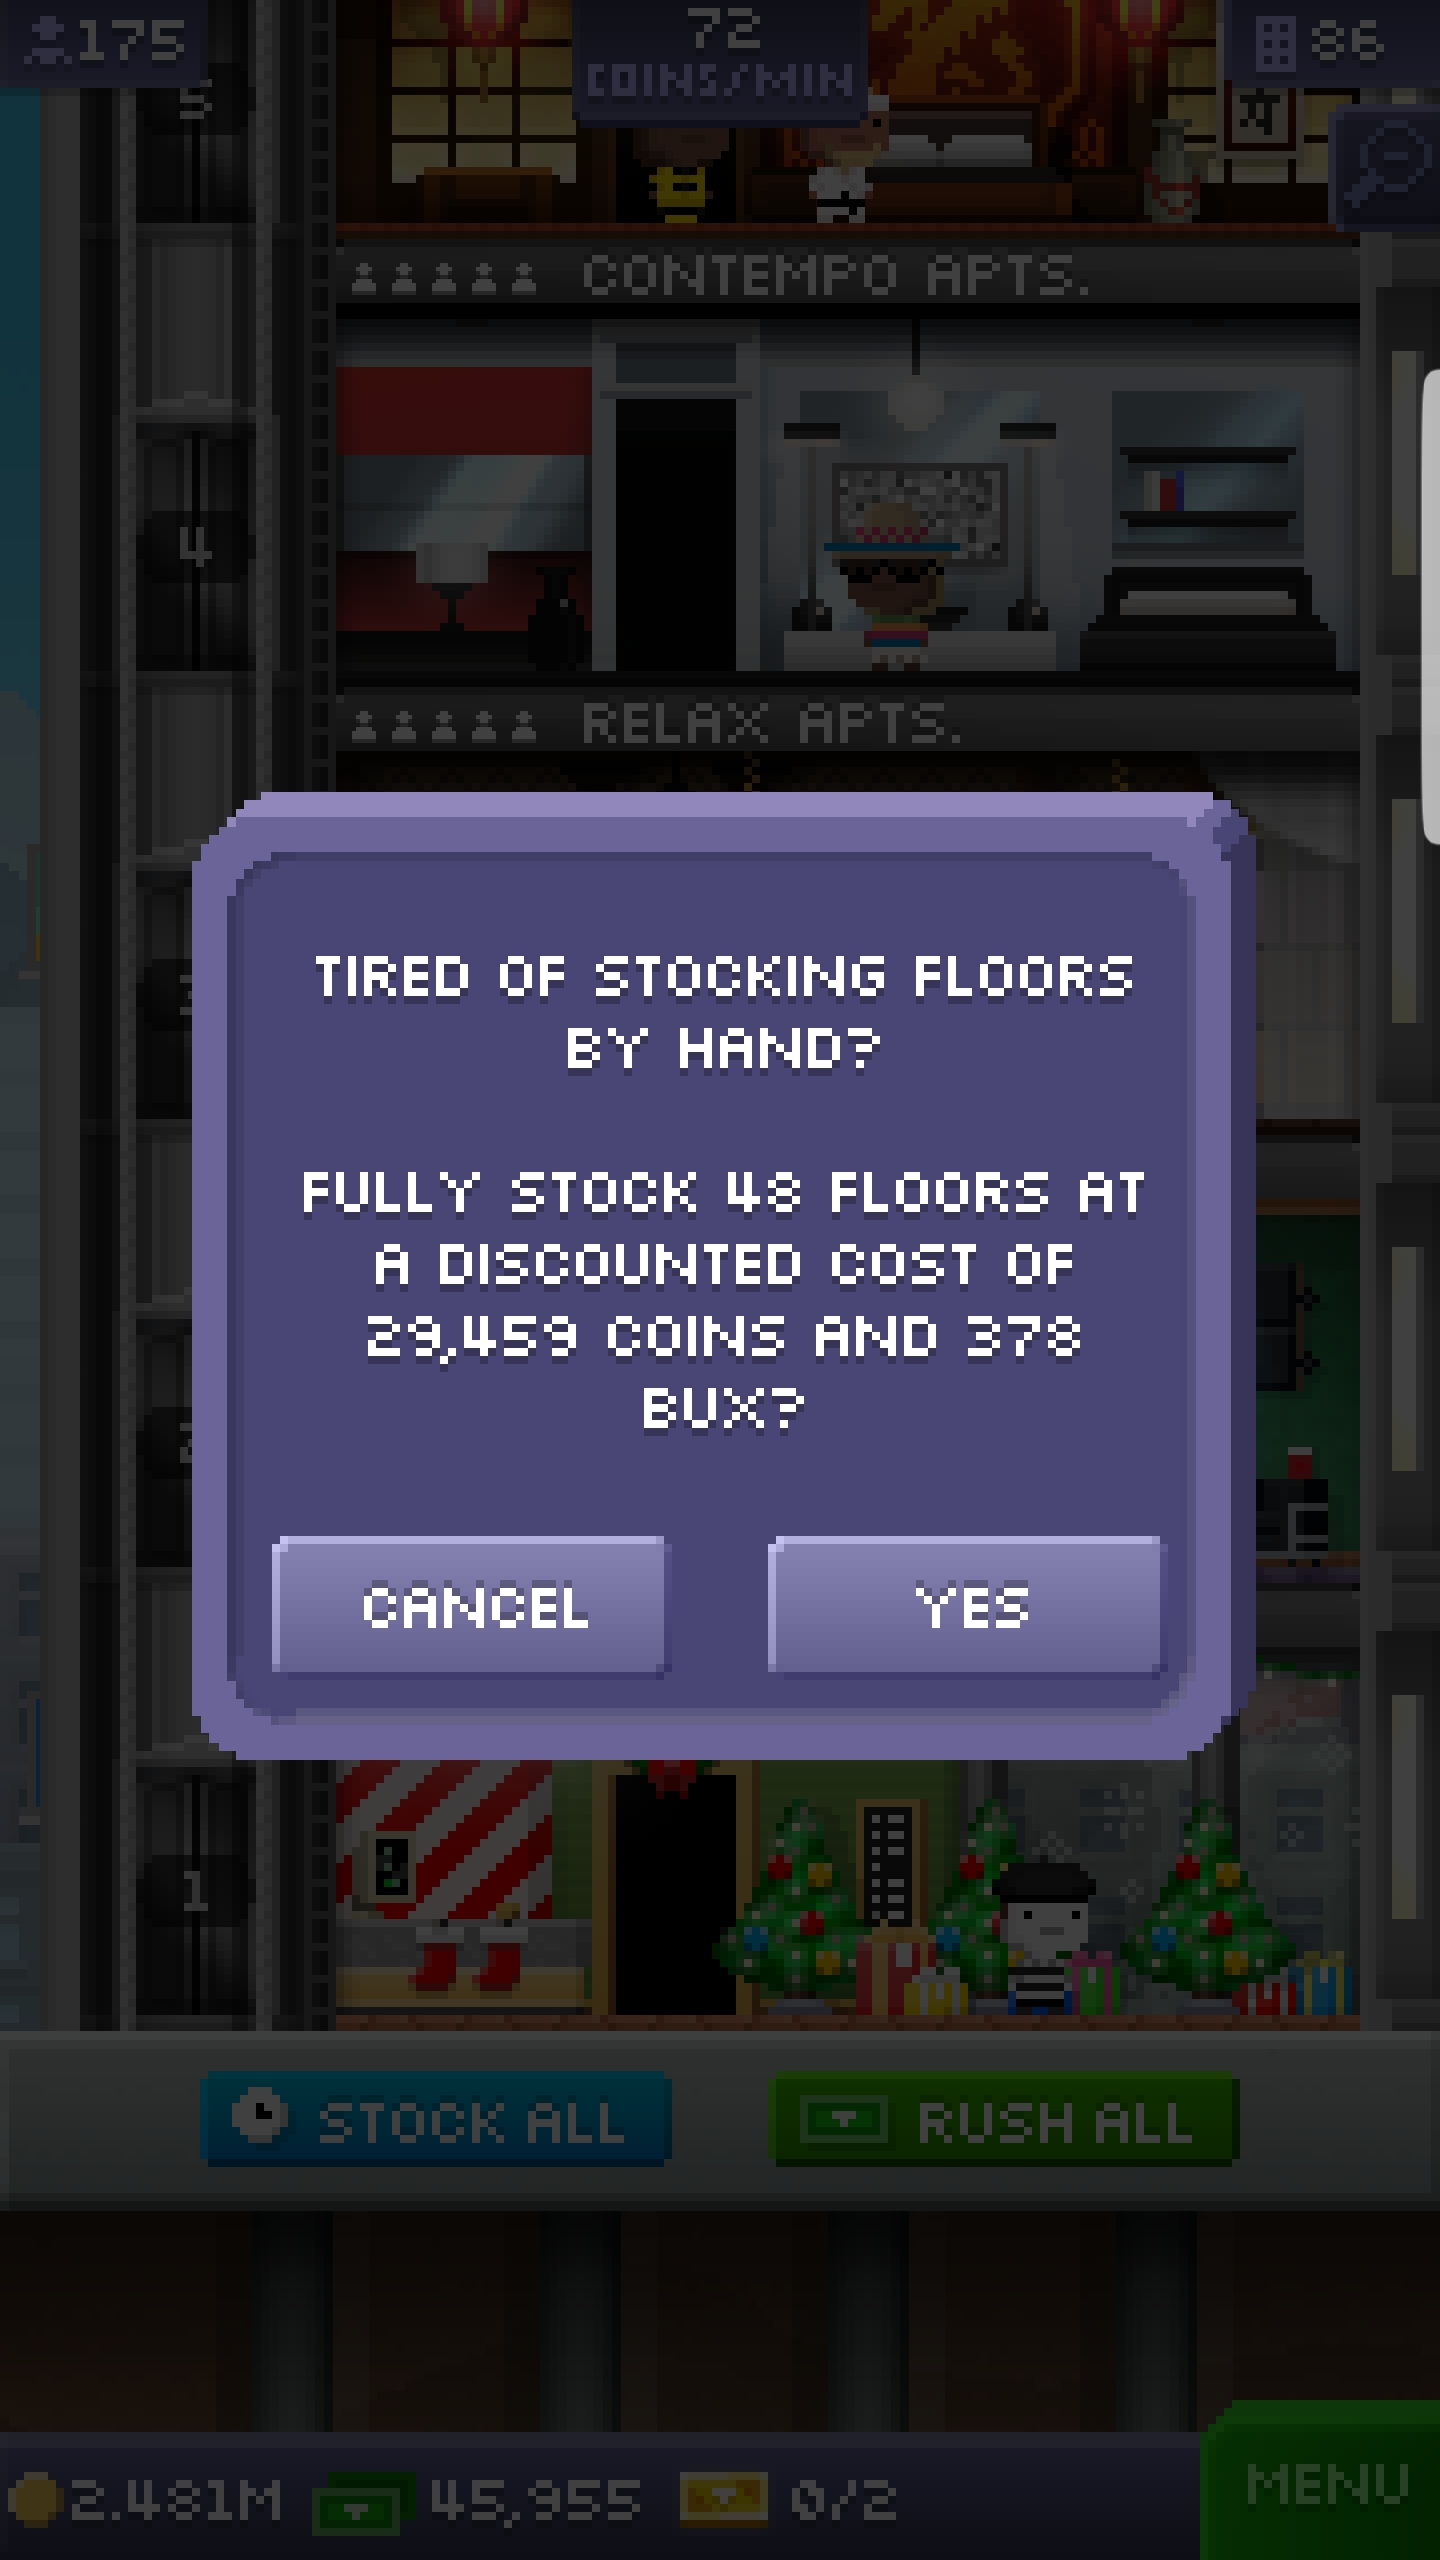 175
72
COINS/MIN
86
5
CONTEMPO APTS.
4
RELAX APTS.
TIRED OF STOCKING FLOORS
BY HAND?
FULLY STOCK 48 FLOORS AT
A DISCOUNTED COST OF
29,459 COINS AND 378
BUX?
CANCEL YES
1
STOCK ALL RUSH ALL
2.481M 45,955 0/2 MENU